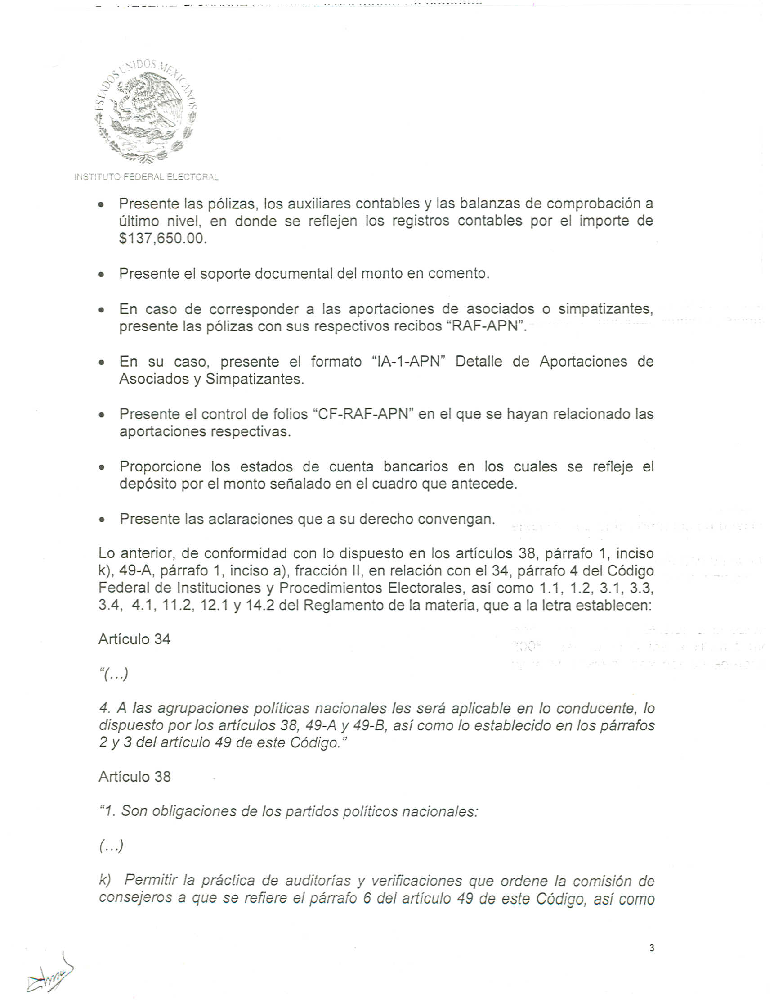 ESTADOS UNIDOS MEXICANOS
INSTITUTO FEDERAL ELECTORAL
• Presente las pólizas, los auxiliares contables y las balanzas de comprobación a
último nivel, en donde se reflejen los registros contables por el importe de
$137,650.00.
• Presente el soporte documental del monto en comento.
• En caso de corresponder a las aportaciones de asociados o simpatizantes,
presente las pólizas con sus respectivos recibos “RAF-APN”.
• En su caso, presente el formato “IA-1-APN” Detalle de Aportaciones de
Asociados y Simpatizantes.
• Presente el control de folios “CF-RAF-APN” en el que se hayan relacionado las
aportaciones respectivas.
• Proporcione los estados de cuenta bancarios en los cuales se refleje el
depósito por el monto señalado en el cuadro que antecede.
• Presente las aclaraciones que a su derecho convengan.
Lo anterior, de conformidad con lo dispuesto en los artículos 38, párrafo 1, inciso
k), 49-A, párrafo 1, inciso a), fracción II, en relación con el 34, párrafo 4 del Código
Federal de Instituciones y Procedimientos Electorales, así como 1.1, 1.2, 3.1, 3.3,
3.4, 4.1, 11.2, 12.1 y 14.2 del Reglamento de la materia, que a la letra establecen:
Artículo 34
“(...)
4. A las agrupaciones políticas nacionales les será aplicable en lo conducente, lo
dispuesto por los artículos 38, 49-A y 49-B, así como lo establecido en los párrafos
2 y 3 del artículo 49 de este Código.”
Artículo 38
“1. Son obligaciones de los partidos políticos nacionales:
(...)
k) Permitir la práctica de auditorías y verificaciones que ordene la comisión de
consejeros a que se refiere el párrafo 6 del artículo 49 de este Código, así como
3